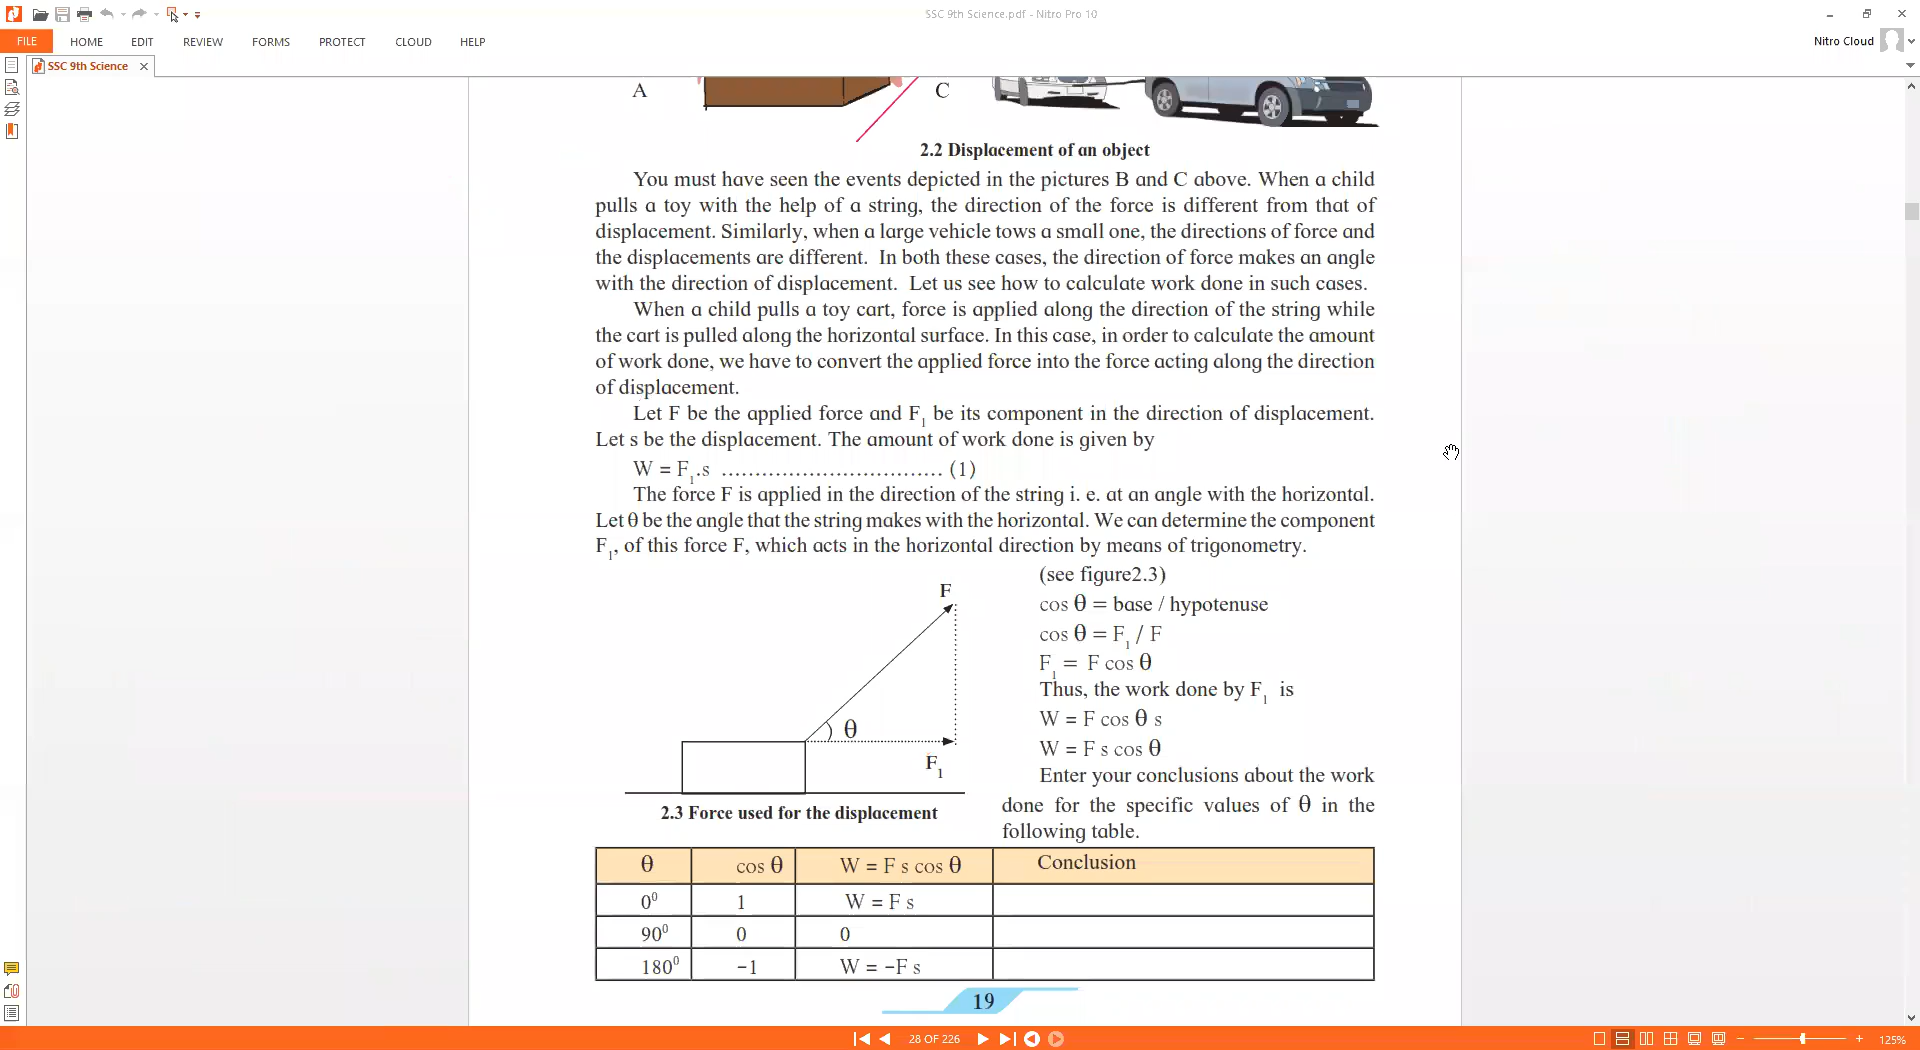 SSC 9th Science.pdf - Nitro Pro 10
FILE HOME EDIT REVIEW FORMS PROTECT CLOUD HELP
Nitro Cloud
SSC 9th Science
A
C
2.2 Displacement of an object
You must have seen the events depicted in the pictures B and C above. When a child
pulls a toy with the help of a string, the direction of the force is different from that of
displacement. Similarly, when a large vehicle tows a small one, the directions of force and
the displacements are different. In both these cases, the direction of force makes an angle
with the direction of displacement. Let us see how to calculate work done in such cases.
When a child pulls a toy cart, force is applied along the direction of the string while
the cart is pulled along the horizontal surface. In this case, in order to calculate the amount
of work done, we have to convert the applied force into the force acting along the direction
of displacement.
Let F be the applied force and F₁ be its component in the direction of displacement.
Let s be the displacement. The amount of work done is given by
W = F₁.s ................................. (1)
The force F is applied in the direction of the string i. e. at an angle with the horizontal.
Let θ be the angle that the string makes with the horizontal. We can determine the component
F₁, of this force F, which acts in the horizontal direction by means of trigonometry.
F
θ
F₁
2.3 Force used for the displacement
(see figure2.3)
cos θ = base / hypotenuse
cos θ = F₁ / F
F₁ = F cos θ
Thus, the work done by F₁ is
W = F cos θ s
W = F s cos θ
Enter your conclusions about the work
done for the specific values of θ in the
following table.
θ cos θ W = F s cos θ Conclusion
0⁰ 1 W = F s
90⁰ 0 0
180⁰ −1 W = −F s
19
28 OF 226
125%